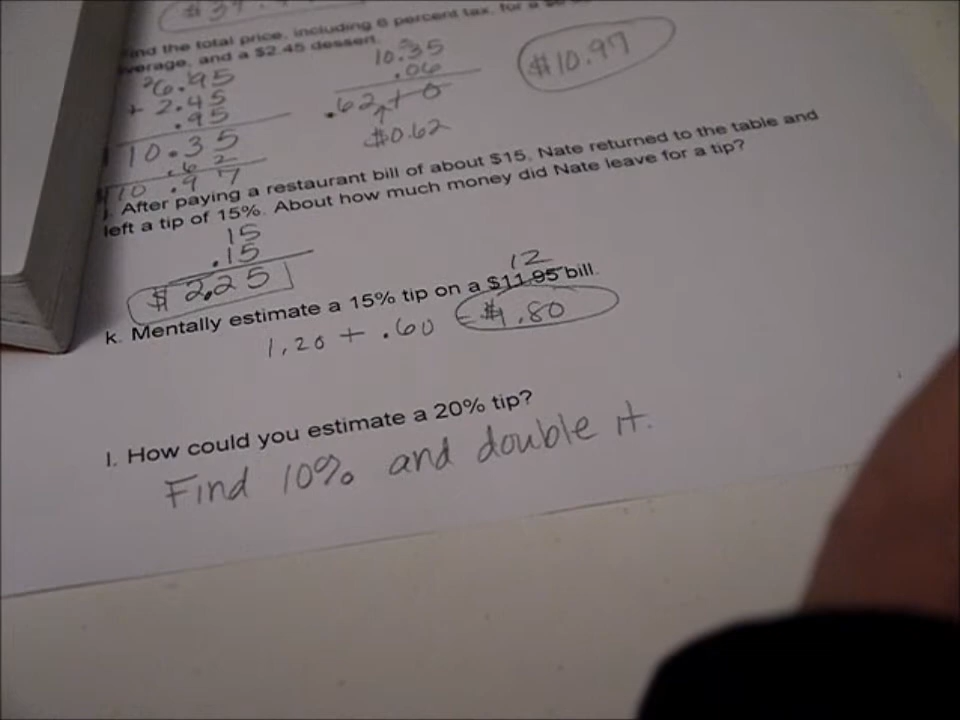 $39.
Find the total price, including 6 percent tax, for a
average, and a $2.45 dessert.
6.95
+ 2.45
.95
10.35
.62
10.97
10.35
.06
.6210
$0.62
$10.97
j. After paying a restaurant bill of about $15, Nate returned to the table and
left a tip of 15%. About how much money did Nate leave for a tip?
15
.15
$2.25
12
k. Mentally estimate a 15% tip on a $11.95 bill.
1.20 + .60 = $1.80
l. How could you estimate a 20% tip?
Find 10% and double it.